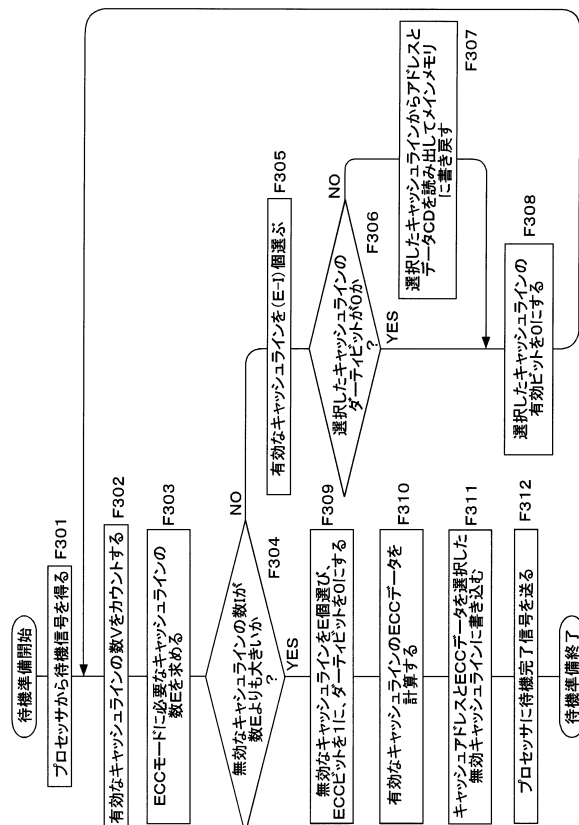 待機準備開始
プロセッサから待機信号を得る
F301
有効なキャッシュラインの数Vをカウントする
F302
ECCモードに必要なキャッシュラインの
数Eを求める
F303
無効なキャシュラインの数Iが
数Eよりも大きいか
?
F304
NO
YES
有効なキャッシュラインを(E-I)個選ぶ
F305
選択したキャッシュラインの
ダーティビットが0か
?
F306
NO
YES
選択したキャッシュラインからアドレスと
データCDを読み出してメインメモリ
に書き戻す
F307
選択したキャッシュラインの
有効ビットを0にする
F308
無効なキャッシュラインをE個選び、
ECCビットを1に、ダーティビットを0にする
F309
有効なキャッシュラインのECCデータを
計算する
F310
キャッシュアドレスとECCデータを選択した
無効キャッシュラインに書き込む
F311
プロセッサに待機完了信号を送る
F312
待機準備終了